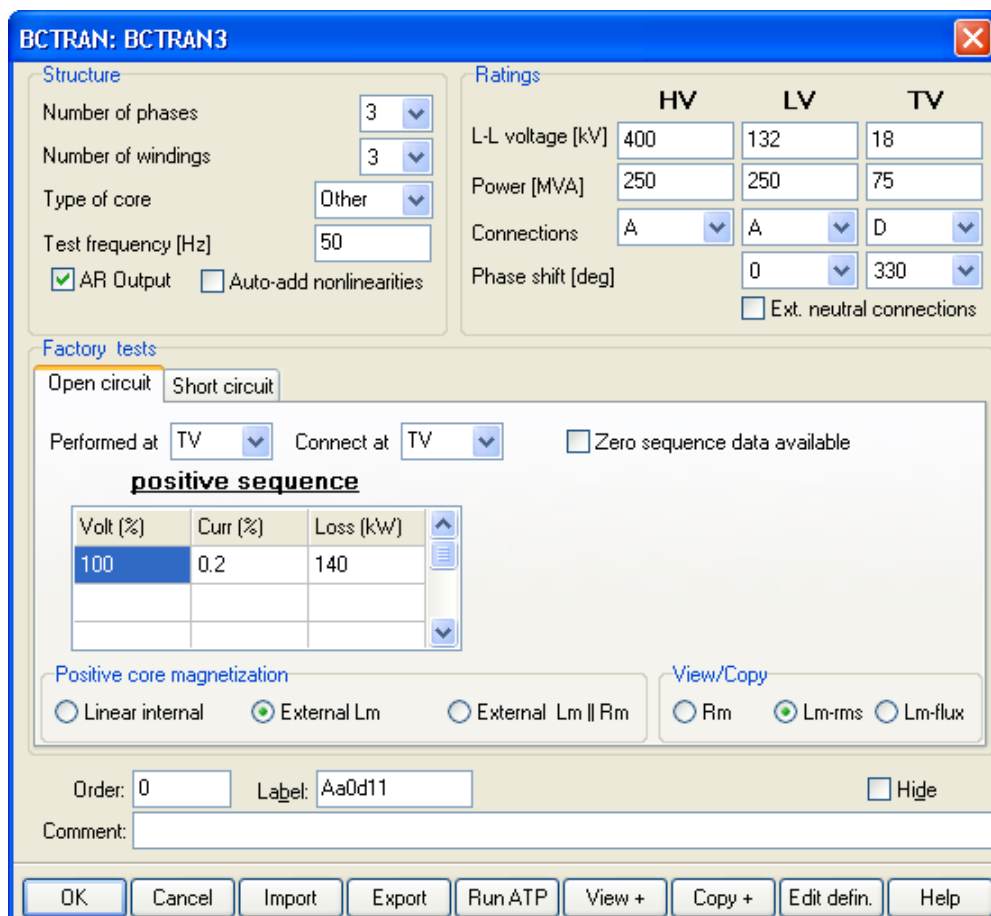 BCTRAN: BCTRAN3
Structure
Number of phases 3
Number of windings 3
Type of core Other
Test frequency [Hz] 50
AR Output Auto-add nonlinearities
Ratings
HV LV TV
L-L voltage [kV] 400 132 18
Power [MVA] 250 250 75
Connections A A D
Phase shift [deg] 0 330
Ext. neutral connections
Factory tests
Open circuit Short circuit
Performed at TV Connect at TV Zero sequence data available
positive sequence
Volt (%) Curr (%) Loss (kW)
100 0.2 140
Positive core magnetization
Linear internal External Lm External Lm || Rm
View/Copy
Rm Lm-rms Lm-flux
Order: 0 Label: Aa0d11 Hide
Comment:
OK Cancel Import Export Run ATP View + Copy + Edit defin. Help